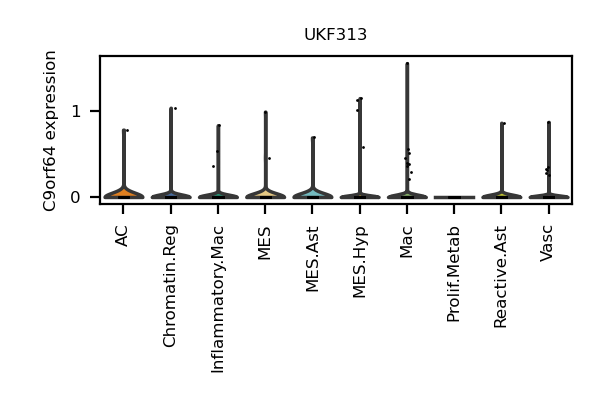 UKF313
C9orf64 expression
1
0
AC
Chromatin.Reg
Inflammatory.Mac
MES
MES.Ast
MES.Hyp
Mac
Prolif.Metab
Reactive.Ast
Vasc